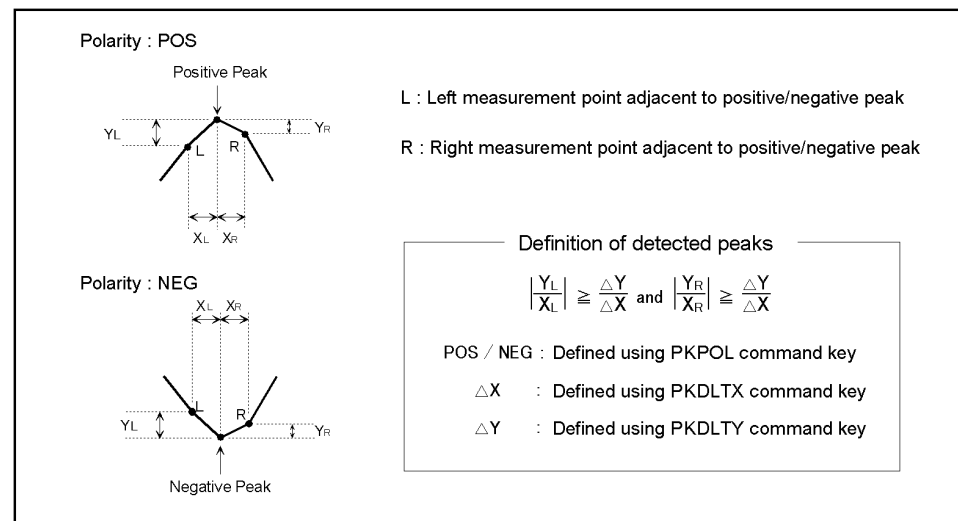 Polarity : POS
Positive Peak
YL
L
R
YR
XL XR
L : Left measurement point adjacent to positive/negative peak
R : Right measurement point adjacent to positive/negative peak
Polarity : NEG
XL XR
L
R
YL
YR
Negative Peak
Definition of detected peaks
|YL/XL| ≧ △Y/△X and |YR/XR| ≧ △Y/△X
POS / NEG : Defined using PKPOL command key
△X : Defined using PKDLTX command key
△Y : Defined using PKDLTY command key